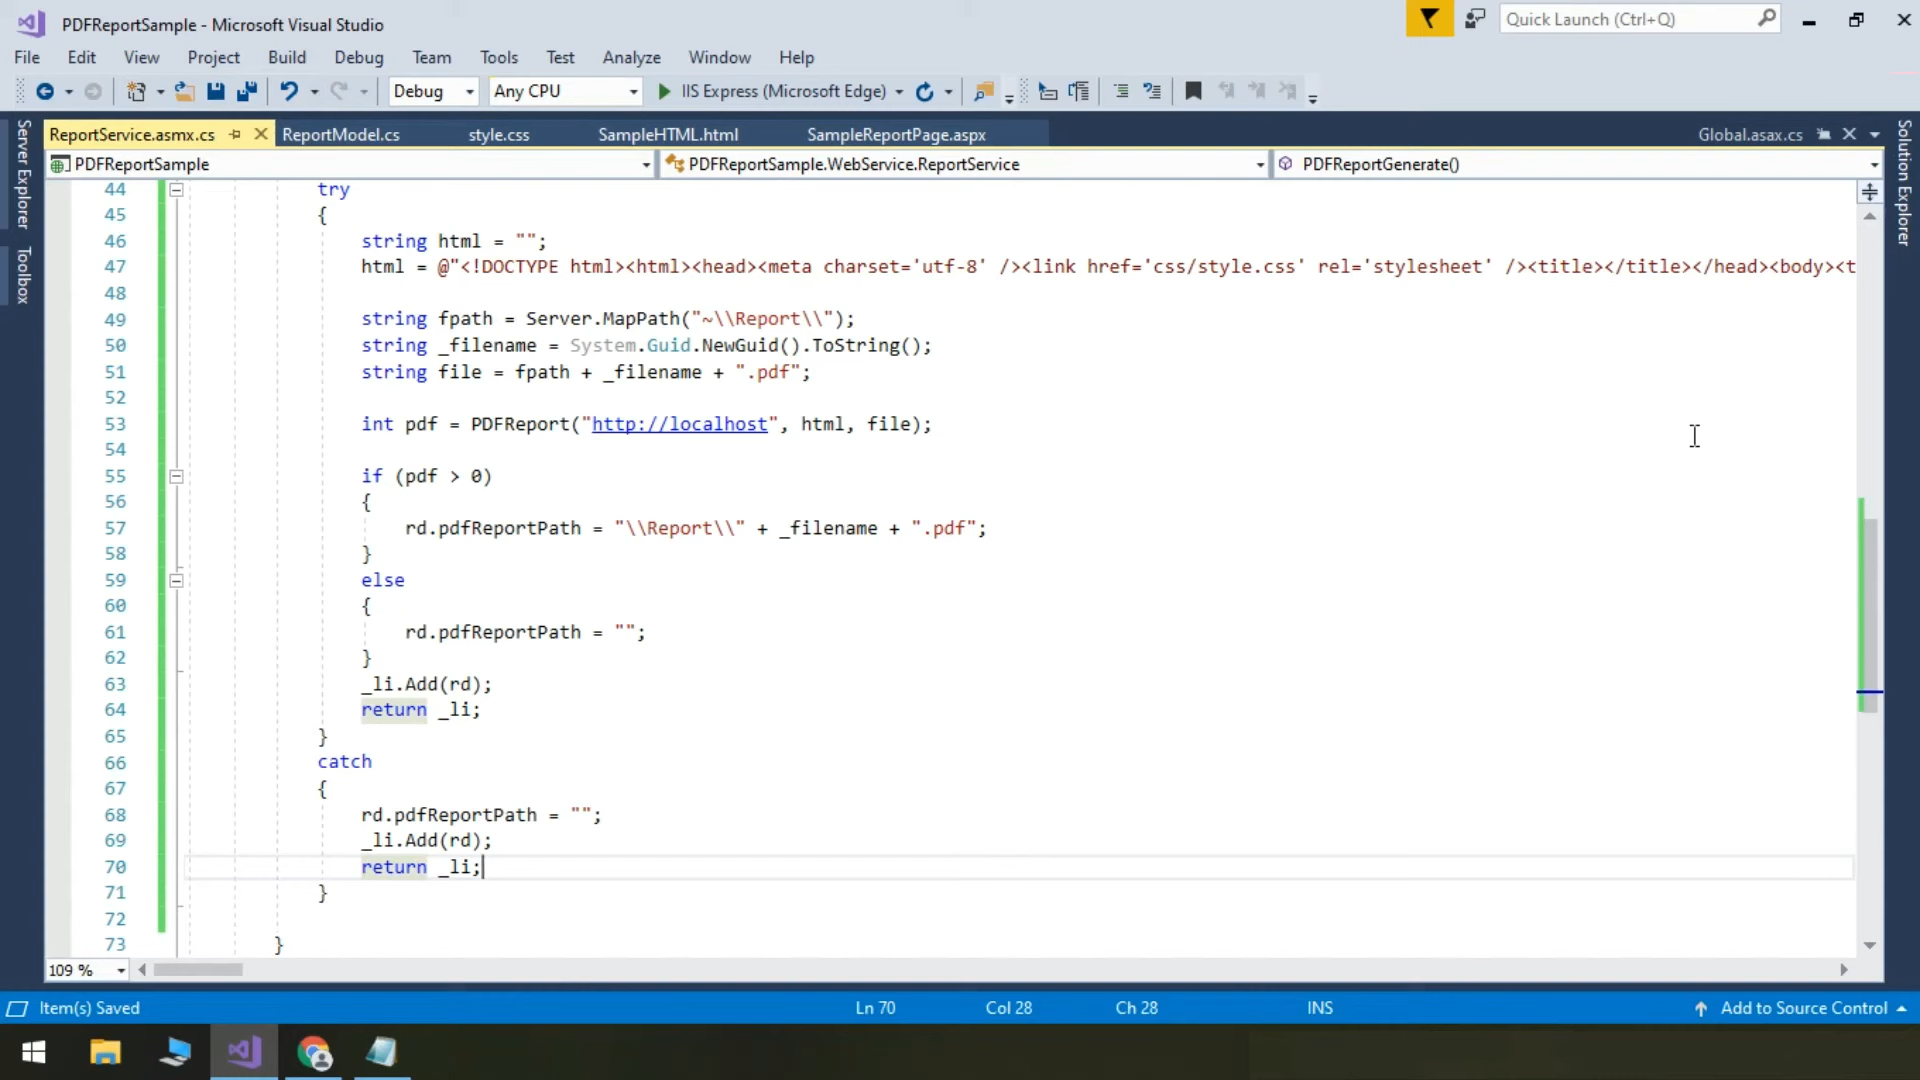 PDFReportSample - Microsoft Visual Studio
Quick Launch (Ctrl+Q)
File Edit View Project Build Debug Team Tools Test Analyze Window Help
Debug Any CPU IIS Express (Microsoft Edge)
ReportService.asmx.cs ReportModel.cs style.css SampleHTML.html SampleReportPage.aspx Global.asax.cs
PDFReportSample PDFReportSample.WebService.ReportService PDFReportGenerate()
Server Explorer
Toolbox
Solution Explorer
44 try
45 {
46 string html = "";
47 html = @"<!DOCTYPE html><html><head><meta charset='utf-8' /><link href='css/style.css' rel='stylesheet' /><title></title></head><body><t
48
49 string fpath = Server.MapPath("~\\Report\\");
50 string _filename = System.Guid.NewGuid().ToString();
51 string file = fpath + _filename + ".pdf";
52
53 int pdf = PDFReport("http://localhost", html, file);
54
55 if (pdf > 0)
56 {
57 rd.pdfReportPath = "\\Report\\" + _filename + ".pdf";
58 }
59 else
60 {
61 rd.pdfReportPath = "";
62 }
63 _li.Add(rd);
64 return _li;
65 }
66 catch
67 {
68 rd.pdfReportPath = "";
69 _li.Add(rd);
70 return _li;
71 }
72
73 }
109 %
Item(s) Saved Ln 70 Col 28 Ch 28 INS Add to Source Control